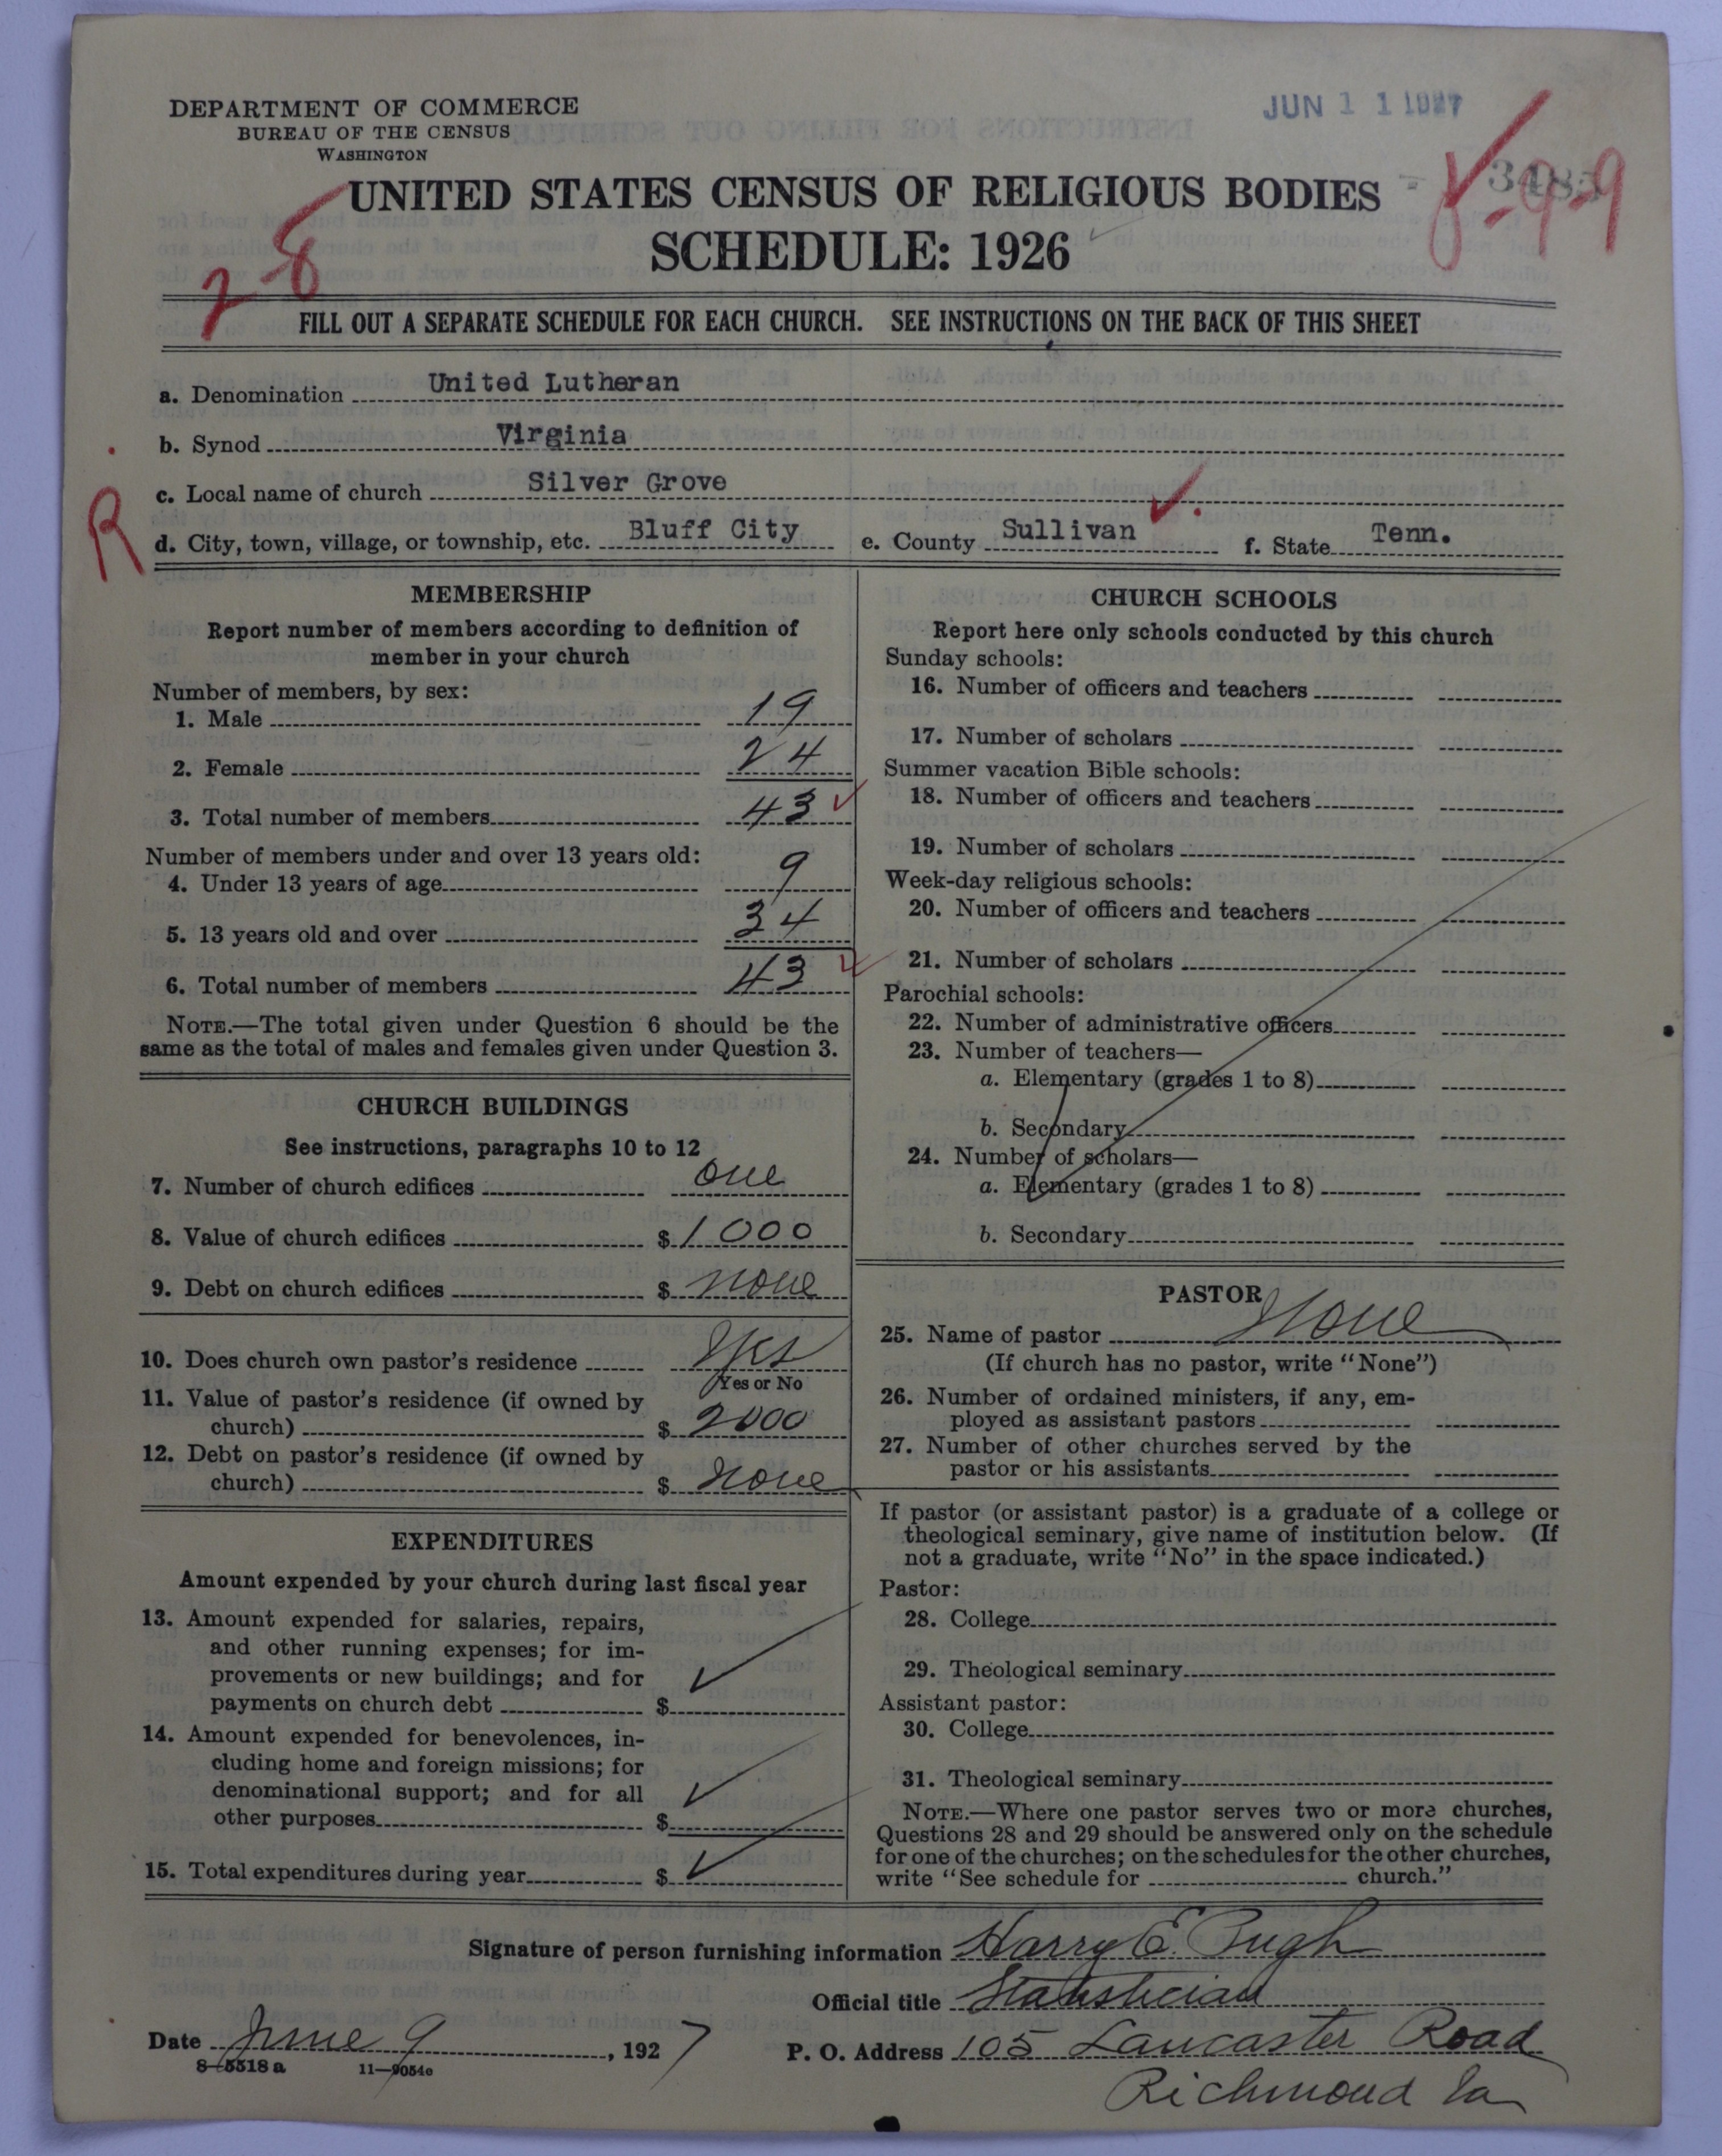 DEPARTMENT OF COMMERCE
BUREAU OF THE CENSUS
WASHINGTON
JUN 11 1927
UNITED STATES CENSUS OF RELIGIOUS BODIES
SCHEDULE: 1926
2-8
FILL OUT A SEPARATE SCHEDULE FOR EACH CHURCH. SEE INSTRUCTIONS ON THE BACK OF THIS SHEET
a. Denomination United Lutheran
b. Synod Virginia
c. Local name of church Silver Grove
R
d. City, town, village, or township, etc. Bluff City e. County Sullivan f. State Tenn.
MEMBERSHIP
Report number of members according to definition of
member in your church
Number of members, by sex:
1. Male 19
2. Female 24
3. Total number of members 43
Number of members under and over 13 years old:
4. Under 13 years of age 9
5. 13 years old and over 34
6. Total number of members 43
NOTE.—The total given under Question 6 should be the
same as the total of males and females given under Question 3.
CHURCH BUILDINGS
See instructions, paragraphs 10 to 12
7. Number of church edifices one
8. Value of church edifices $ 1000
9. Debt on church edifices $ none
10. Does church own pastor's residence Yes
Yes or No
11. Value of pastor's residence (if owned by
church) $ 2000
12. Debt on pastor's residence (if owned by
church) $ none
EXPENDITURES
Amount expended by your church during last fiscal year
13. Amount expended for salaries, repairs,
and other running expenses; for im-
provements or new buildings; and for
payments on church debt $
14. Amount expended for benevolences, in-
cluding home and foreign missions; for
denominational support; and for all
other purposes $
15. Total expenditures during year $
CHURCH SCHOOLS
Report here only schools conducted by this church
Sunday schools:
16. Number of officers and teachers
17. Number of scholars
Summer vacation Bible schools:
18. Number of officers and teachers
19. Number of scholars
Week-day religious schools:
20. Number of officers and teachers
21. Number of scholars
Parochial schools:
22. Number of administrative officers
23. Number of teachers—
a. Elementary (grades 1 to 8)
b. Secondary
24. Number of scholars—
a. Elementary (grades 1 to 8)
b. Secondary
PASTOR
25. Name of pastor None
(If church has no pastor, write "None")
26. Number of ordained ministers, if any, em-
ployed as assistant pastors
27. Number of other churches served by the
pastor or his assistants
If pastor (or assistant pastor) is a graduate of a college or
theological seminary, give name of institution below. (If
not a graduate, write "No" in the space indicated.)
Pastor:
28. College
29. Theological seminary
Assistant pastor:
30. College
31. Theological seminary
NOTE.—Where one pastor serves two or more churches,
Questions 28 and 29 should be answered only on the schedule
for one of the churches; on the schedules for the other churches,
write "See schedule for church."
Signature of person furnishing information Harry E. Pugh
Official title Statistician
Date June 9, 1927 P. O. Address 105 Lancaster Road
8—5518 a 11—9054c
Richmond Va